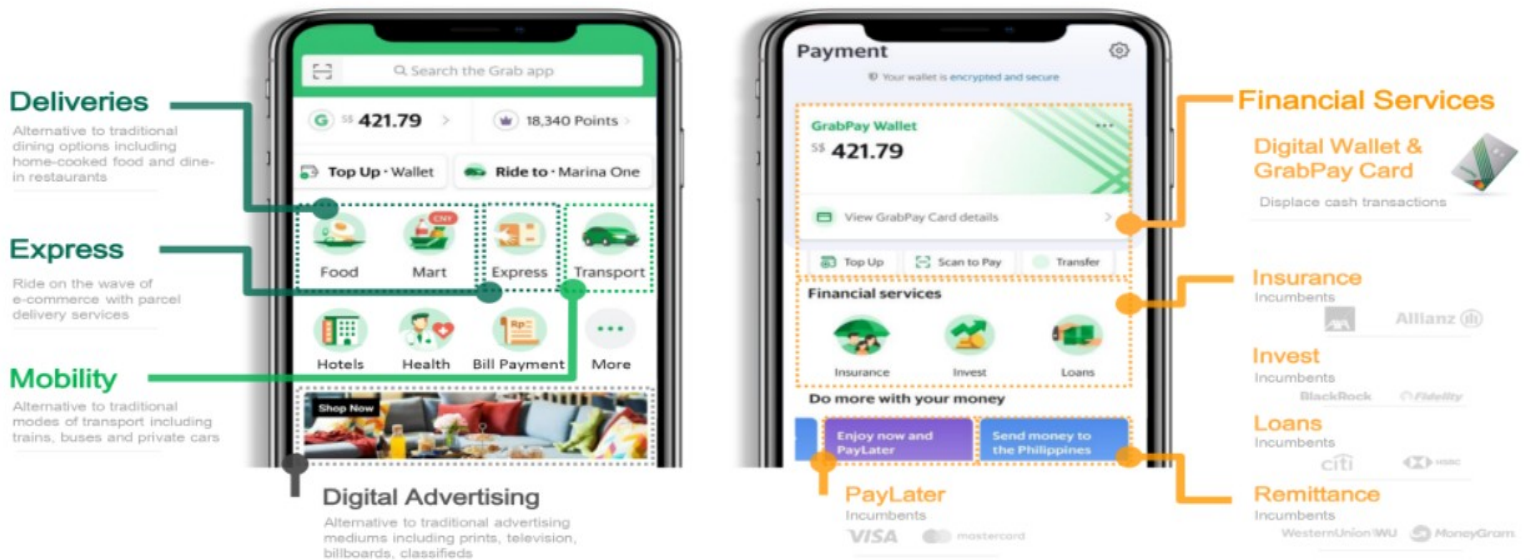 Deliveries
Alternative to traditional
dining options including
home-cooked food and dine-
in restaurants
Express
Ride on the wave of
e-commerce with parcel
delivery services
Mobility
Alternative to traditional
modes of transport including
trains, buses and private cars
Search the Grab app
G S$ 421.79 >
18,340 Points >
Top Up · Wallet
Ride to · Marina One
CNY
Food Mart Express Transport
Rp
Hotels Health Bill Payment More
Shop Now
Digital Advertising
Alternative to traditional advertising
mediums including prints, television,
billboards, classifieds
Payment
Your wallet is encrypted and secure
GrabPay Wallet
S$ 421.79
View GrabPay Card details >
Top Up Scan to Pay Transfer
Financial services
Insurance Invest Loans
Do more with your money
Enjoy now and
PayLater
Send money to
the Philippines
PayLater
Incumbents
VISA mastercard
Financial Services
Digital Wallet &
GrabPay Card
Displace cash transactions
Insurance
Incumbents
AXA Allianz
Invest
Incumbents
BlackRock Fidelity
Loans
Incumbents
citi HSBC
Remittance
Incumbents
WesternUnion WU MoneyGram